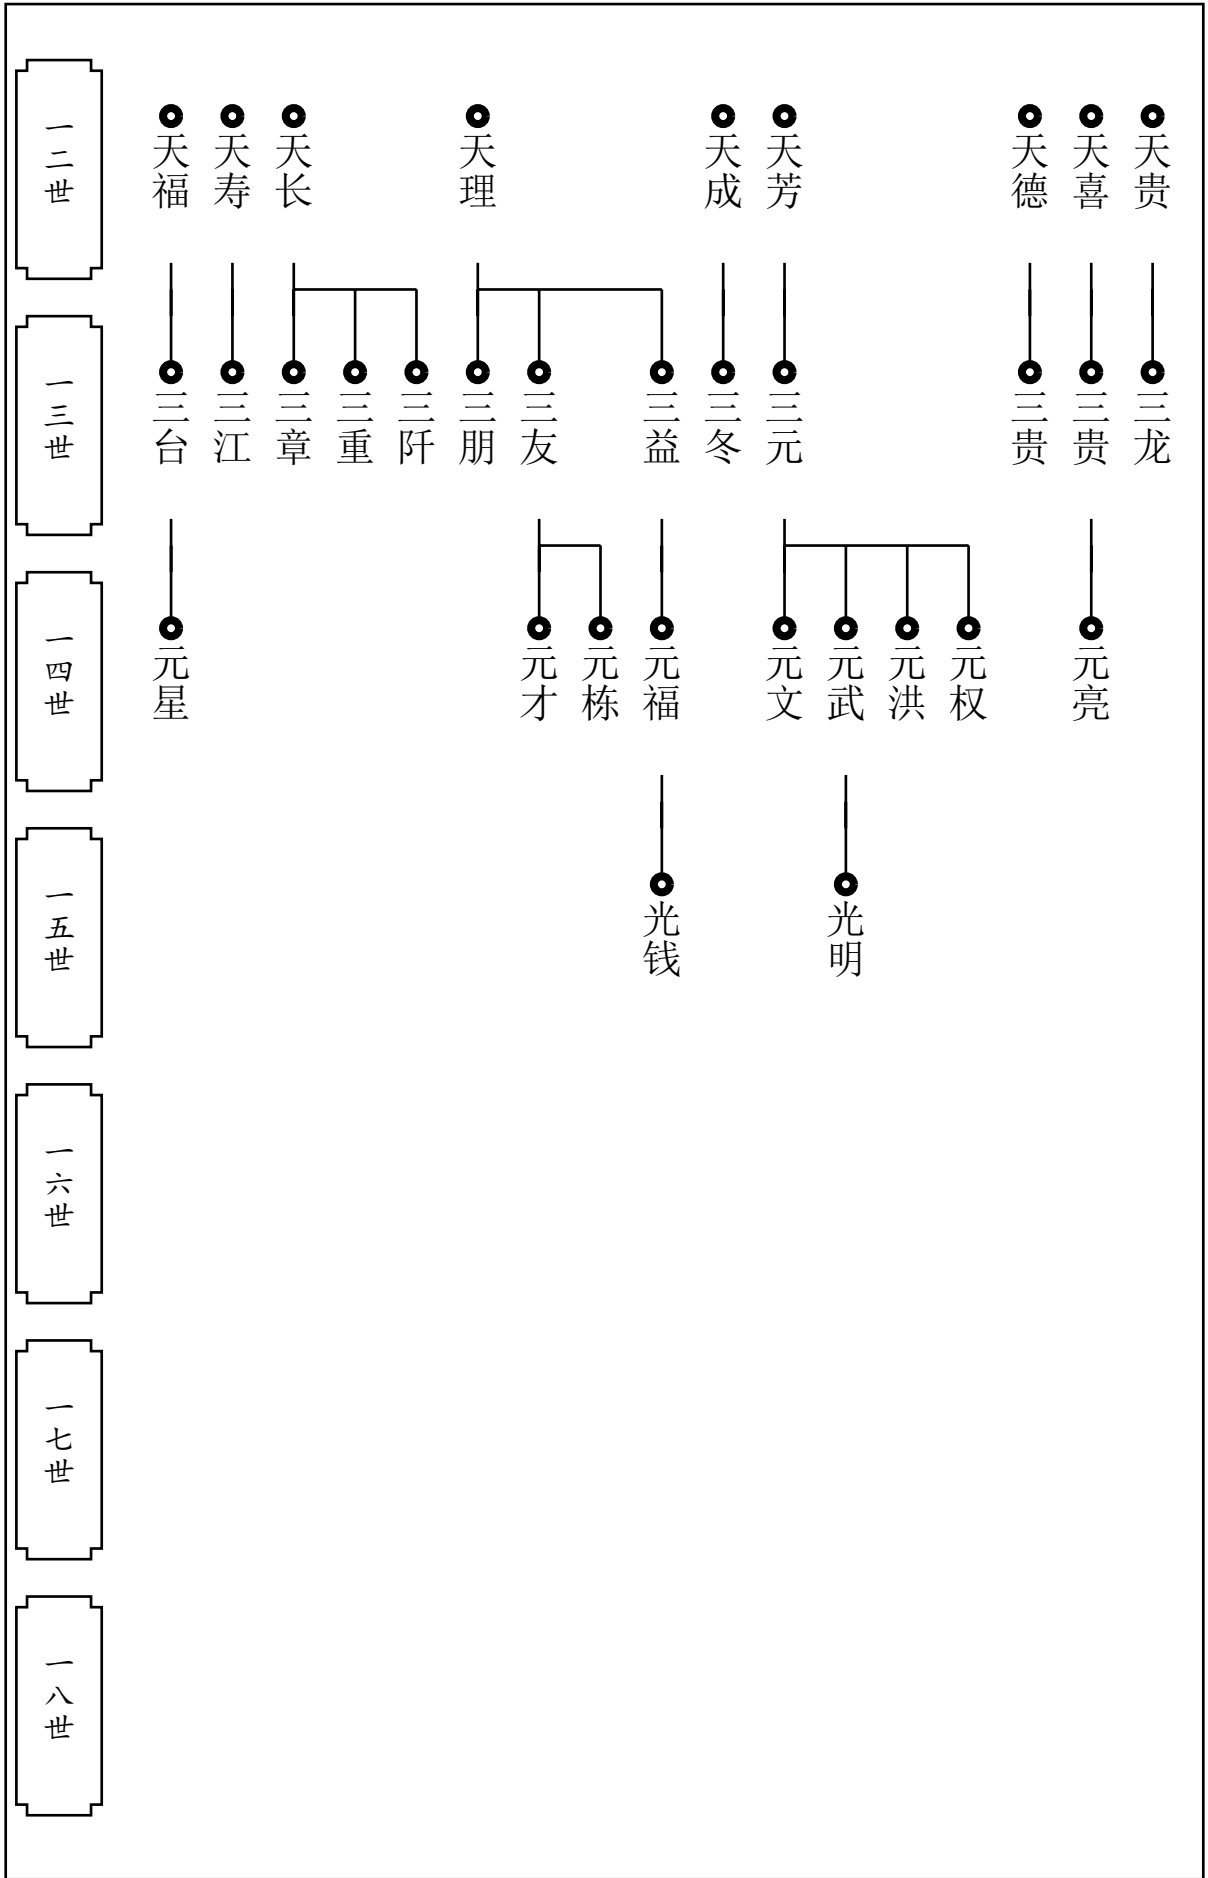 一二世
天福
天寿
天长
天理
天成
天芳
天德
天喜
天贵
一三世
三台
三江
三章
三重
三阡
三朋
三友
三益
三冬
三元
三贵
三贵
三龙
一四世
元星
元才
元栋
元福
元文
元武
元洪
元权
元亮
一五世
光钱
光明
一六世
一七世
一八世